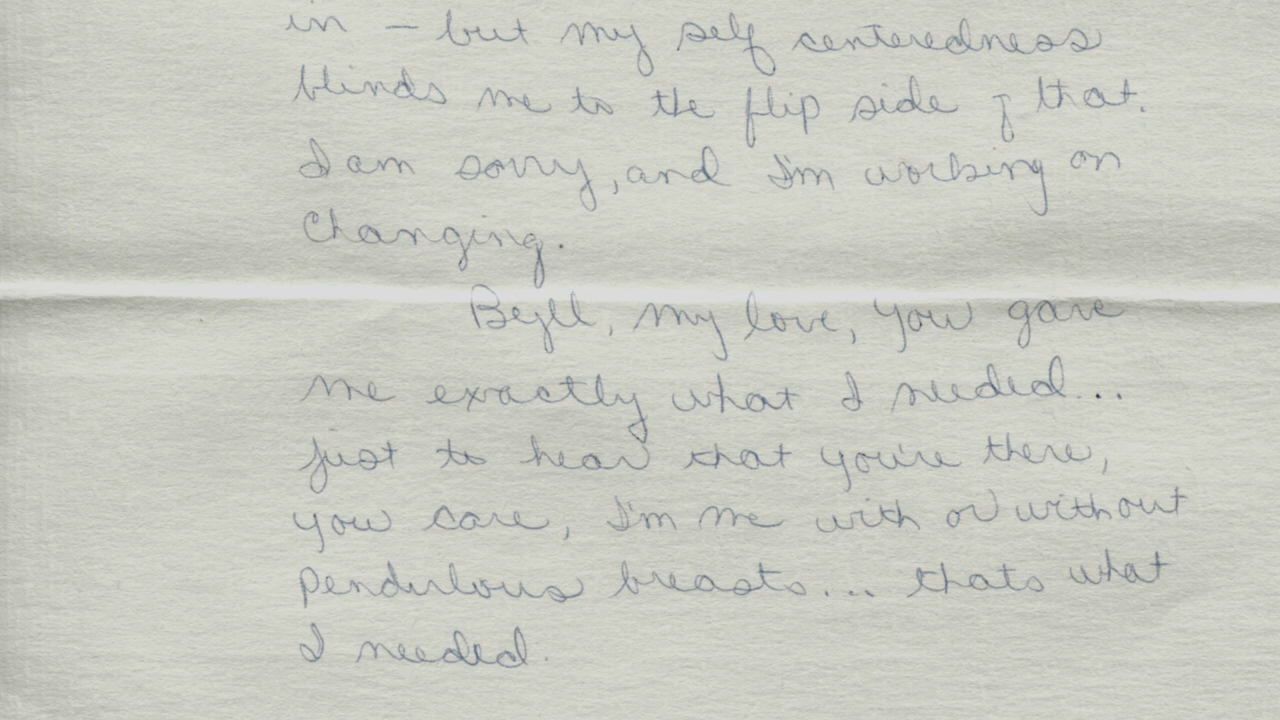 in – but my self centeredness
blinds me to the flip side of that.
I am sorry, and I'm working on
Changing.
my love, you gave
me exactly what I needed...
just to hear that you're there,
you care, I'm me with or without
pendulous breasts... thats what
I needed.